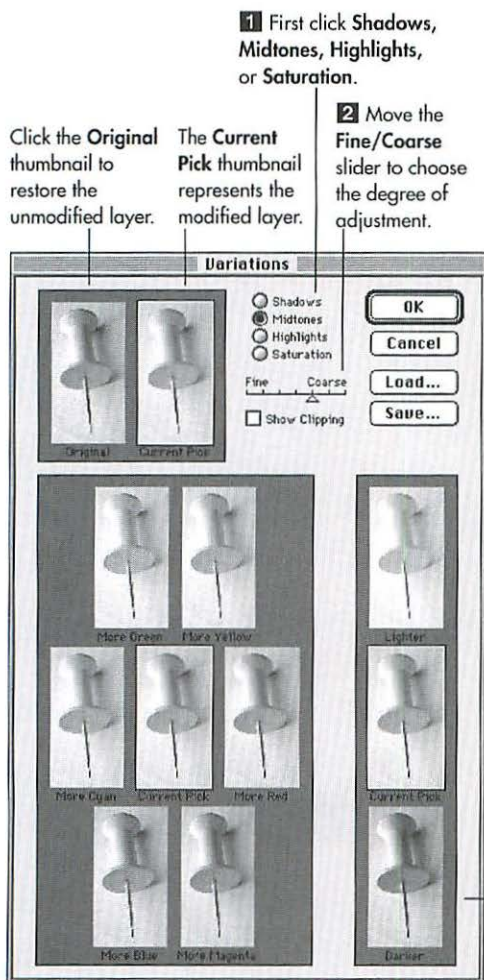 1 First click Shadows,
Midtones, Highlights,
or Saturation.
2 Move the
Fine/Coarse
slider to choose
the degree of
adjustment.
Click the Original
thumbnail to
restore the
unmodified layer.
The Current
Pick thumbnail
represents the
modified layer.
Variations
Shadows
Midtones
Highlights
Saturation
Fine Coarse
Show Clipping
OK
Cancel
Load...
Save...
Original Current Pick
More Green More Yellow
Lighter
More Cyan Current Pick More Red
Current Pick
More Blue More Magenta
Darker